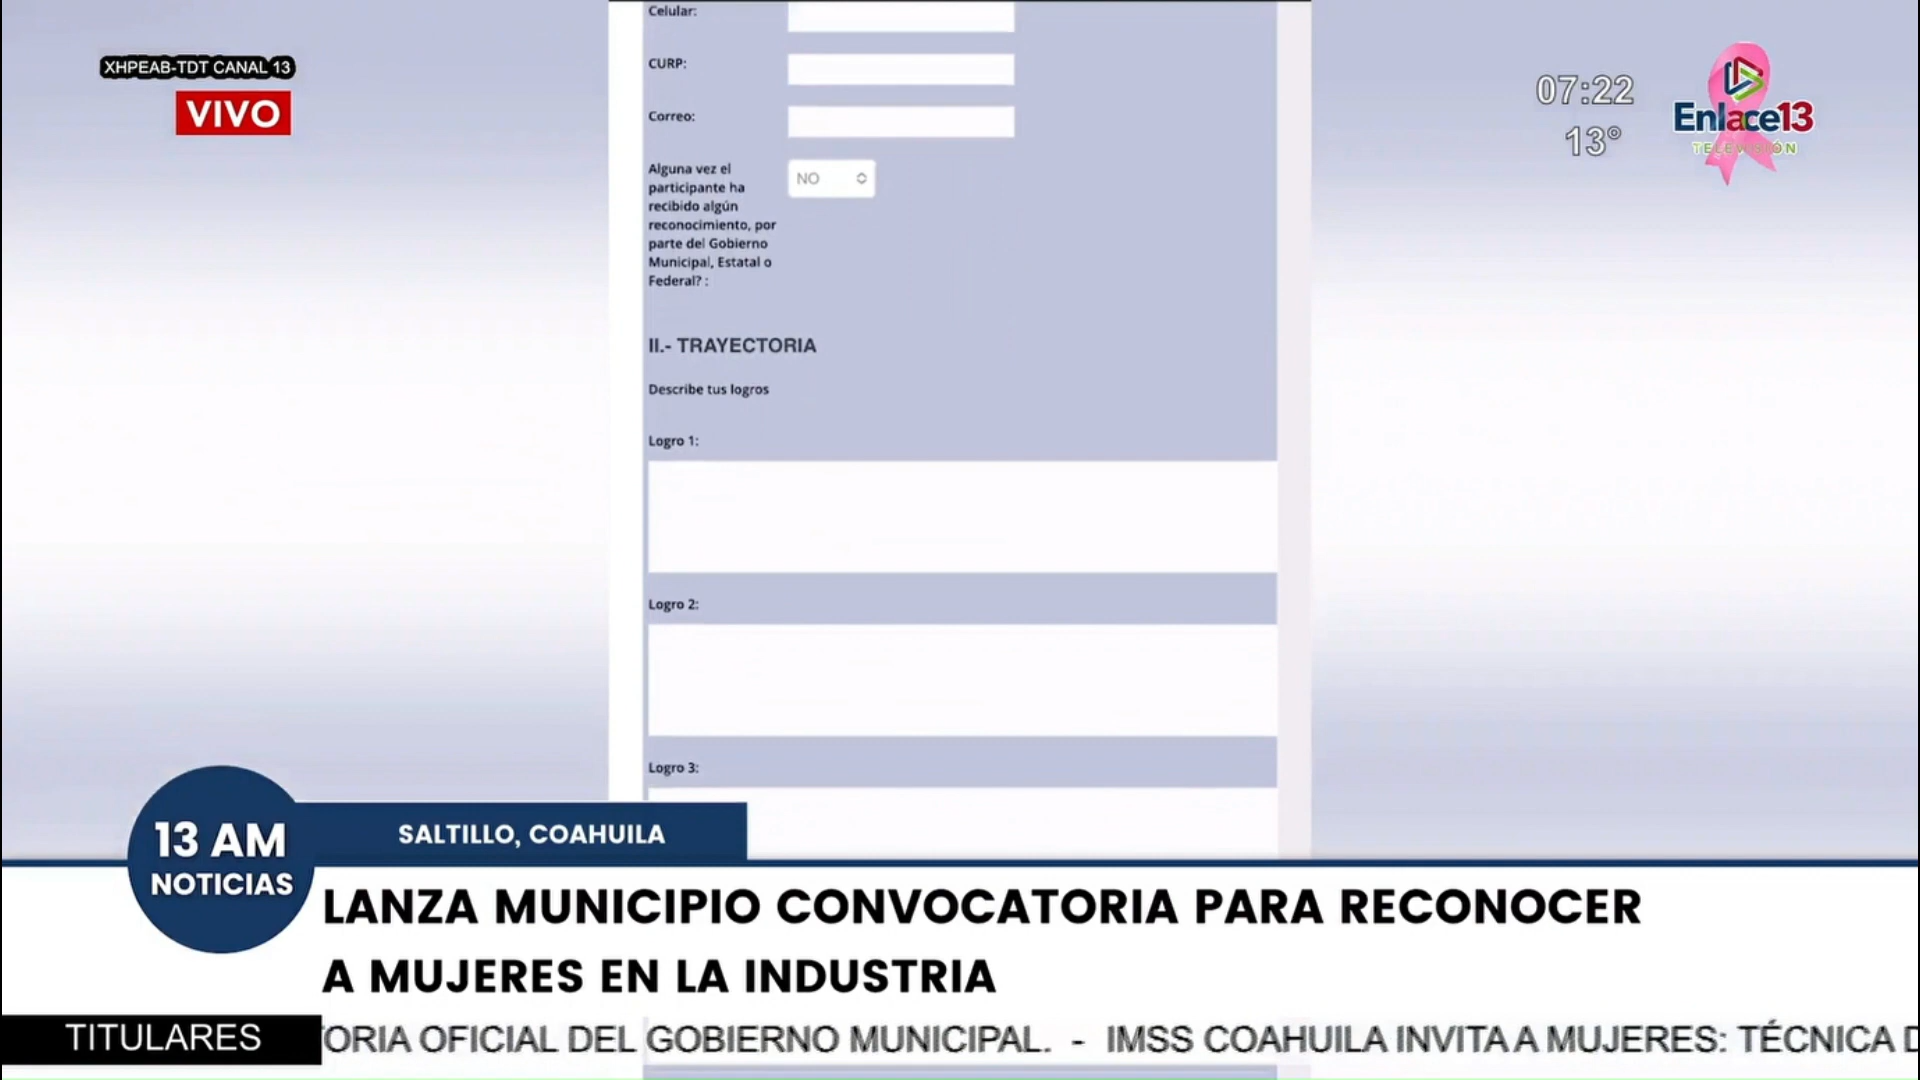 XHPEAB-TDT CANAL 13
VIVO
07:22
13°
Enlace13
TELEVISIÓN
Celular:
CURP:
Correo:
Alguna vez el
participante ha
recibido algún
reconocimiento, por
parte del Gobierno
Municipal, Estatal o
Federal? :
NO
II.- TRAYECTORIA
Describe tus logros
Logro 1:
Logro 2:
Logro 3:
13 AM
NOTICIAS
SALTILLO, COAHUILA
LANZA MUNICIPIO CONVOCATORIA PARA RECONOCER
A MUJERES EN LA INDUSTRIA
TITULARES
TORIA OFICIAL DEL GOBIERNO MUNICIPAL. - IMSS COAHUILA INVITA A MUJERES: TÉCNICA D